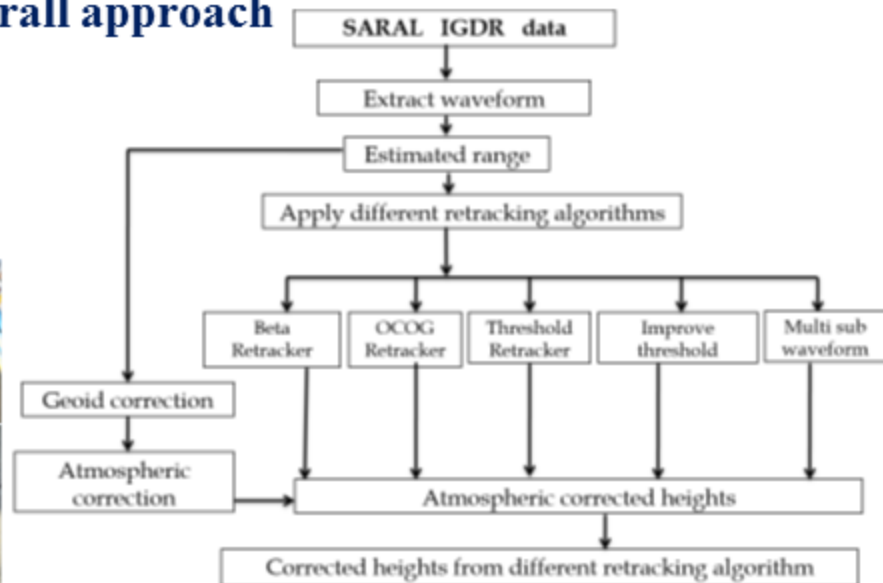 rall approach
SARAL IGDR data
Extract waveform
Estimated range
Apply different retracking algorithms
Beta
Retracker
OCOG
Retracker
Threshold
Retracker
Improve
threshold
Multi sub
waveform
Geoid correction
Atmospheric
correction
Atmospheric corrected heights
Corrected heights from different retracking algorithm